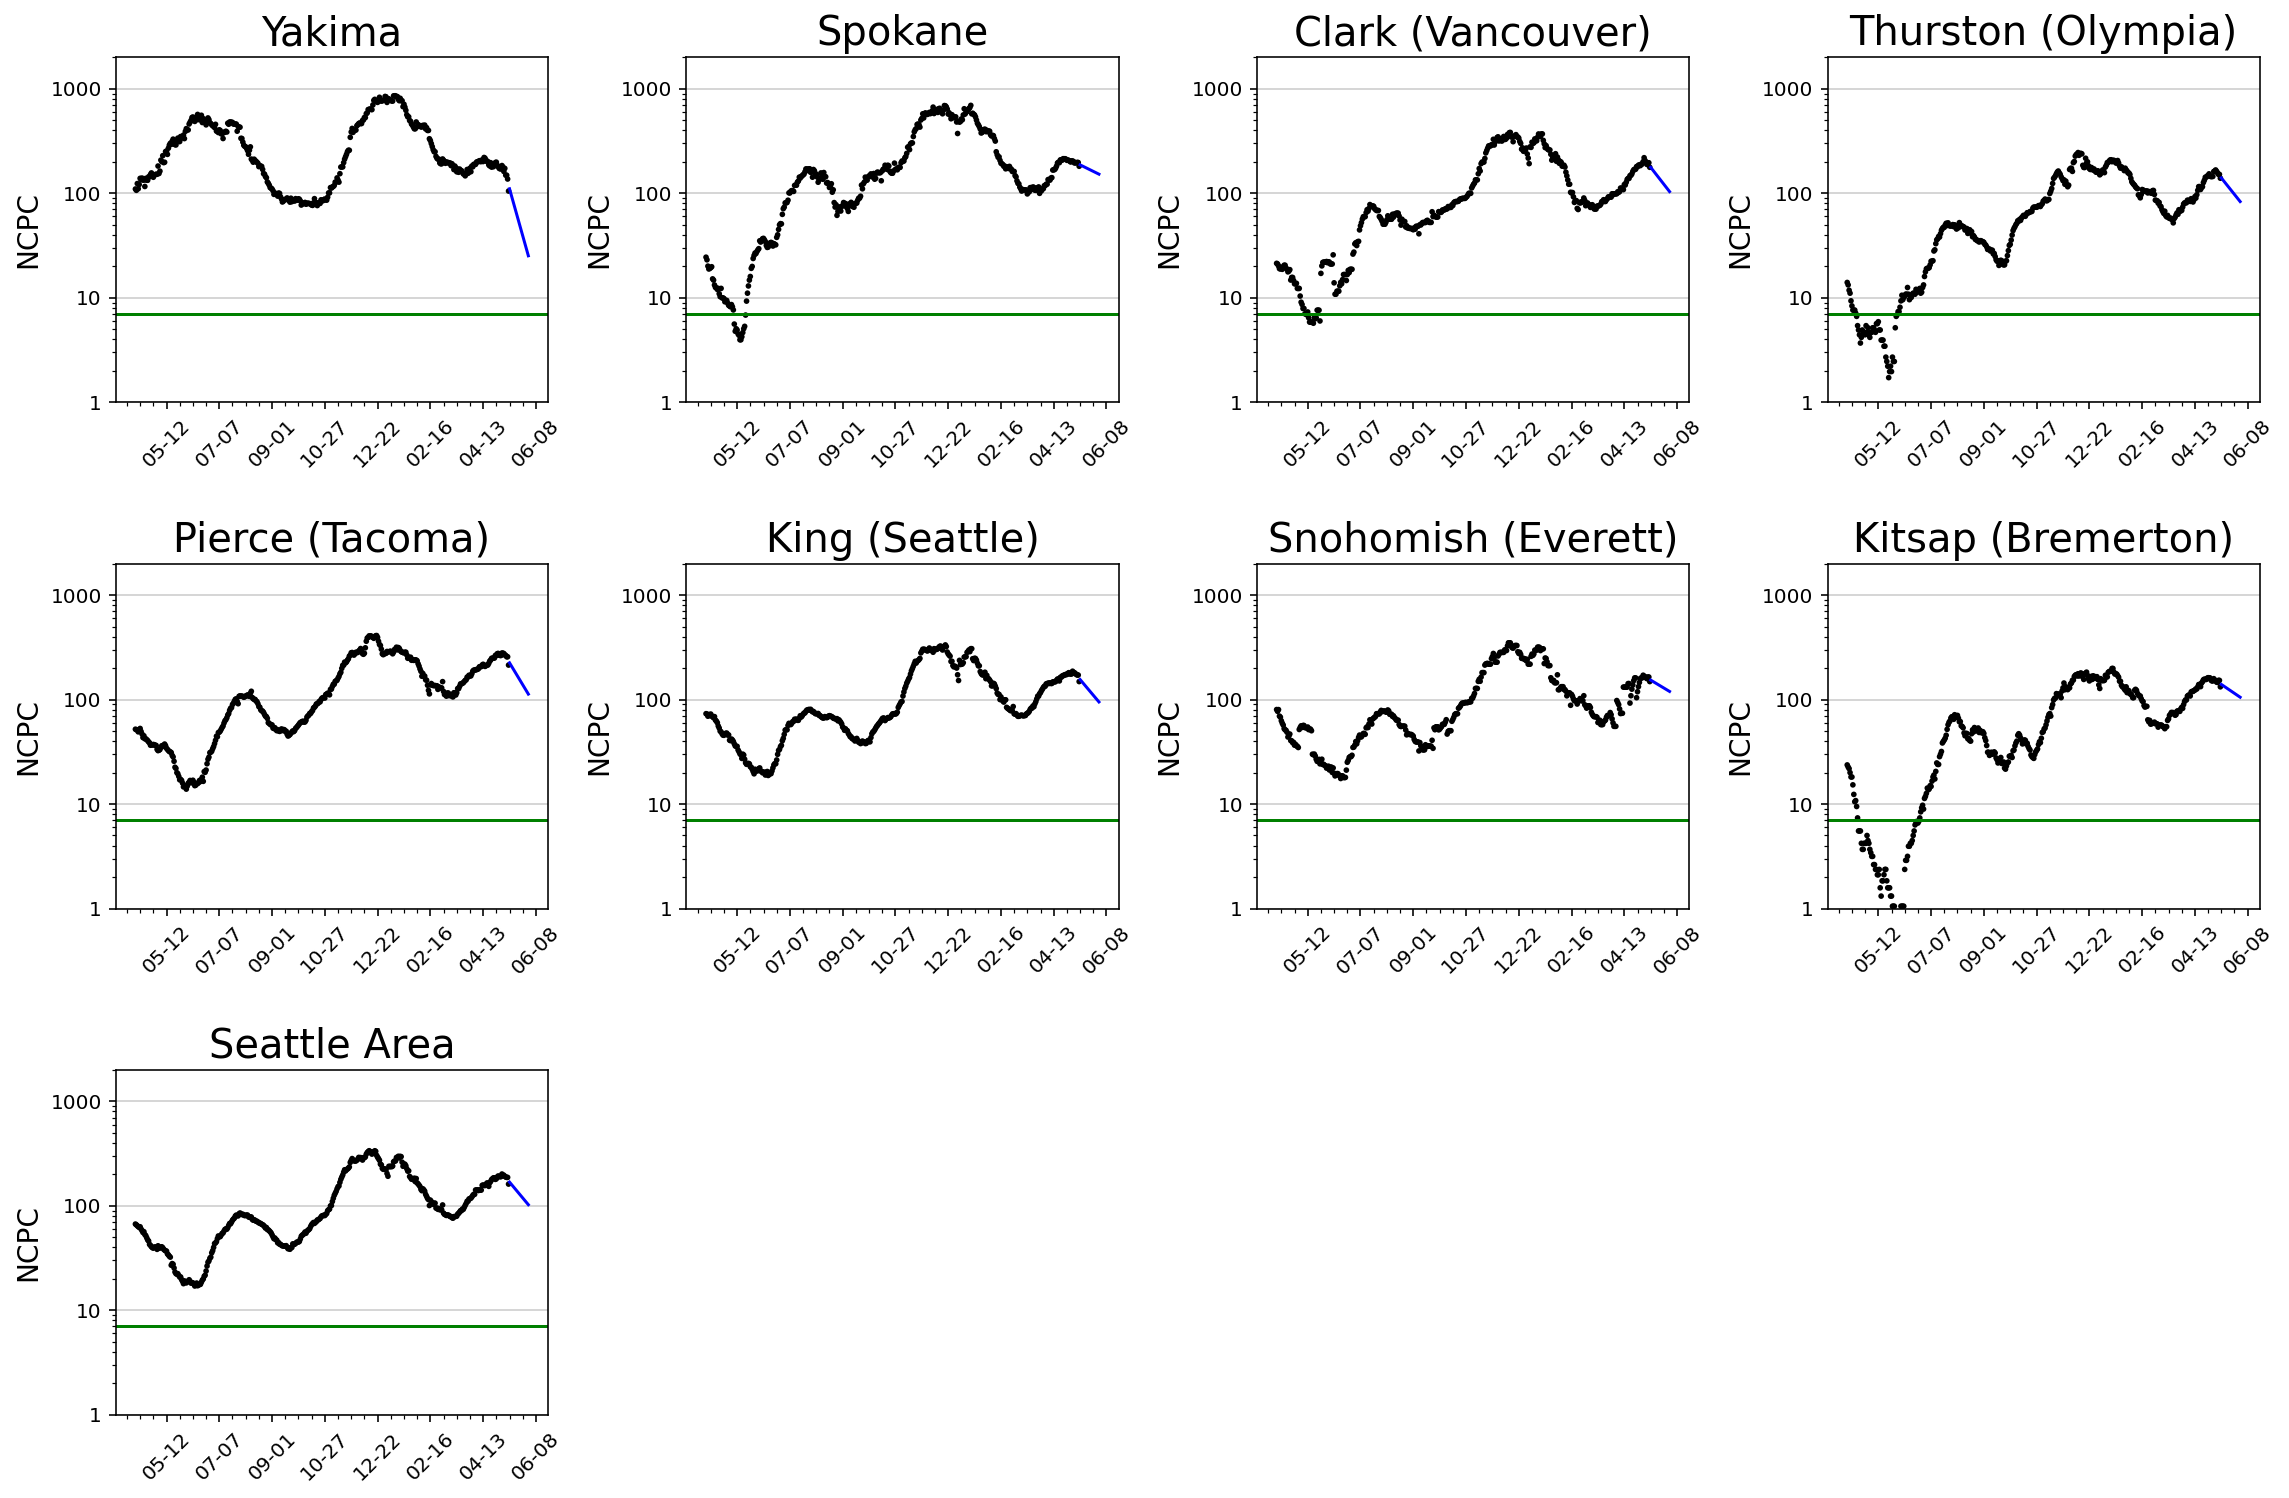 Yakima
Spokane
Clark (Vancouver)
Thurston (Olympia)
NCPC
1000
100
10
1
05-12 07-07 09-01 10-27 12-22 02-16 04-13 06-08
NCPC
1000
100
10
1
05-12 07-07 09-01 10-27 12-22 02-16 04-13 06-08
NCPC
1000
100
10
1
05-12 07-07 09-01 10-27 12-22 02-16 04-13 06-08
NCPC
1000
100
10
1
05-12 07-07 09-01 10-27 12-22 02-16 04-13 06-08
Pierce (Tacoma)
King (Seattle)
Snohomish (Everett)
Kitsap (Bremerton)
NCPC
1000
100
10
1
05-12 07-07 09-01 10-27 12-22 02-16 04-13 06-08
NCPC
1000
100
10
1
05-12 07-07 09-01 10-27 12-22 02-16 04-13 06-08
NCPC
1000
100
10
1
05-12 07-07 09-01 10-27 12-22 02-16 04-13 06-08
NCPC
1000
100
10
1
05-12 07-07 09-01 10-27 12-22 02-16 04-13 06-08
Seattle Area
NCPC
1000
100
10
1
05-12 07-07 09-01 10-27 12-22 02-16 04-13 06-08